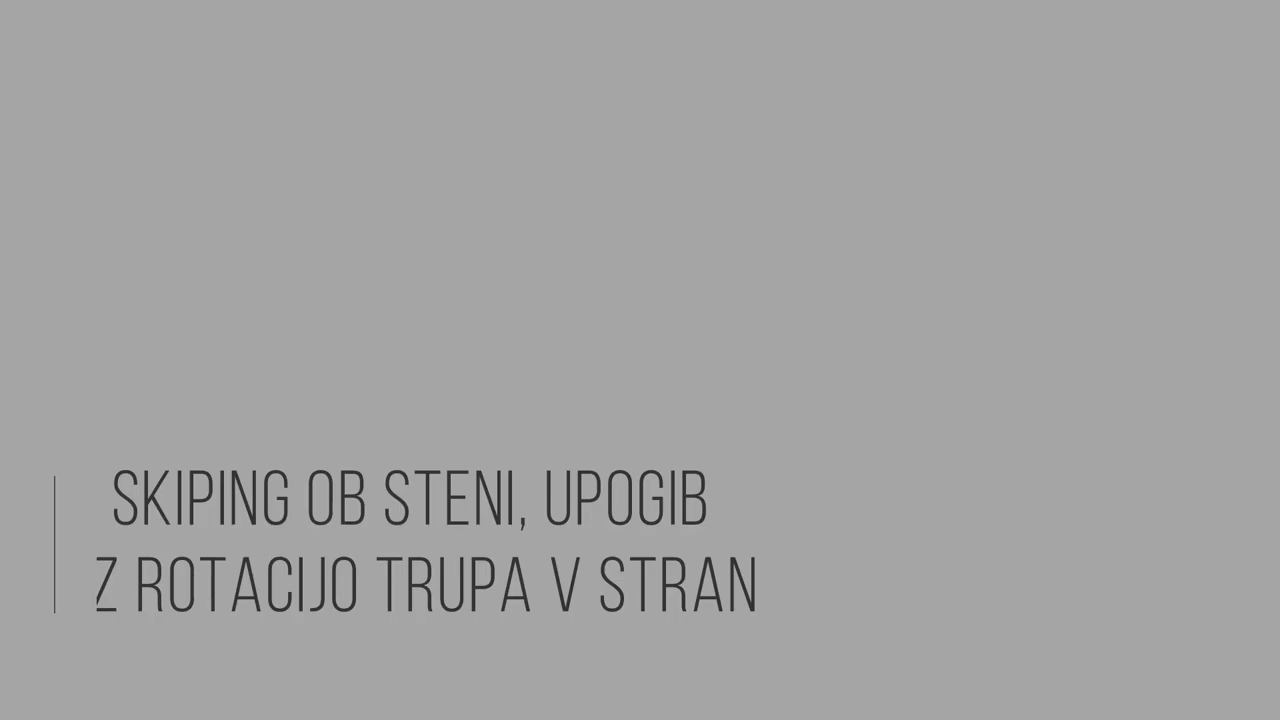 SKIPING OB STENI, UPOGIB
Z ROTACIJO TRUPA V STRAN